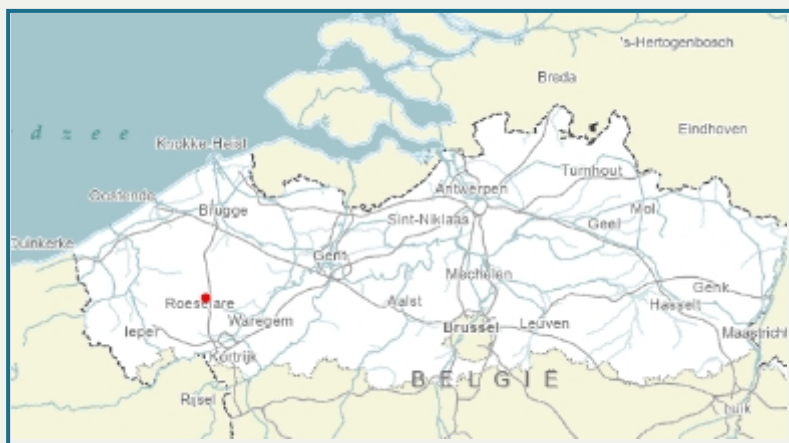 's-Hertogenbosch
Breda
dzee
Eindhoven
Knokke-Heist
Turnhout
Antwerpen
Oostende
Mol
Brugge
Sint-Niklaas
Geel
Duinkerke
Gent
Mechelen
Genk
Roeselare
Aalst
Hasselt
Waregem
Ieper
Brussel
Leuven
Maastricht
Kortrijk
BELGIË
Rijsel
Luik